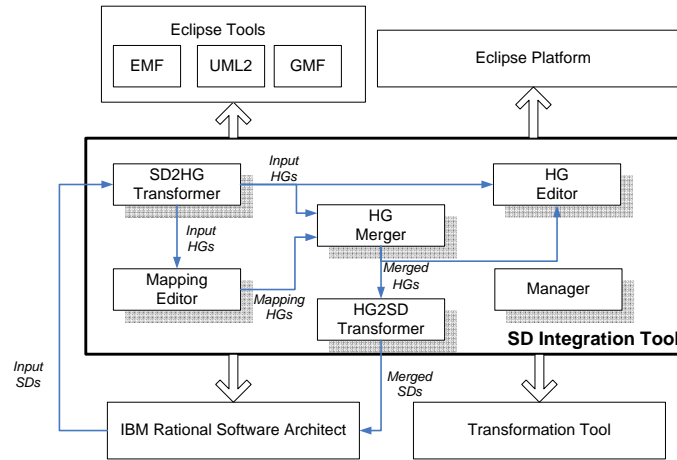 Eclipse Tools
EMF
UML2
GMF
Eclipse Platform
SD2HG
Transformer
Input
HGs
HG
Editor
HG
Merger
Input
HGs
Mapping
Editor
Mapping
HGs
Merged
HGs
HG2SD
Transformer
Manager
SD Integration Tool
Input
SDs
Merged
SDs
IBM Rational Software Architect
Transformation Tool